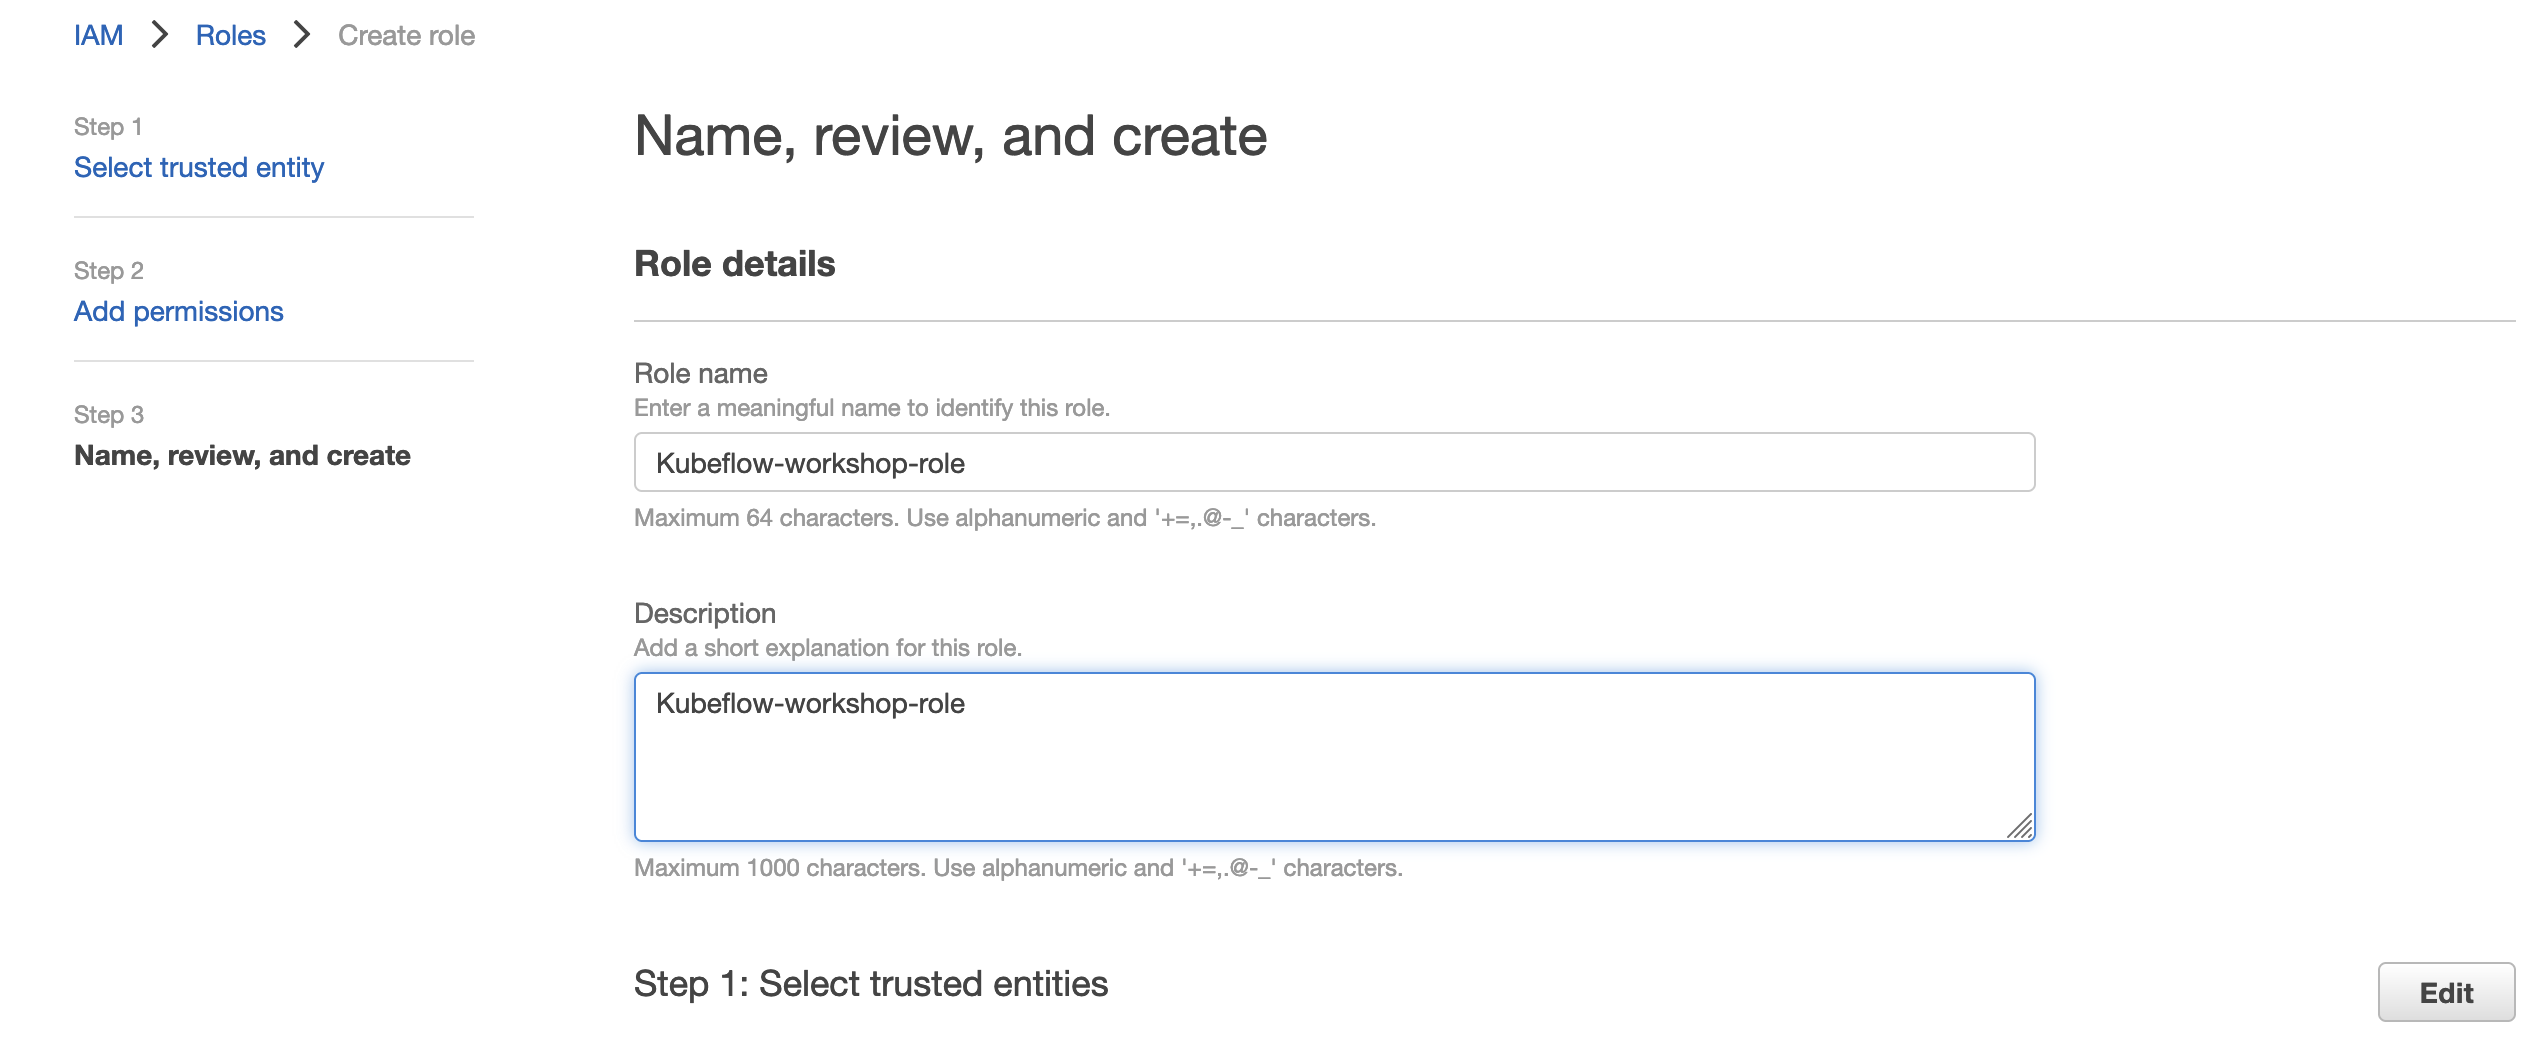 IAM > Roles > Create role
Step 1
Select trusted entity
Step 2
Add permissions
Step 3
Name, review, and create
Name, review, and create
Role details
Role name
Enter a meaningful name to identify this role.
Kubeflow-workshop-role
Maximum 64 characters. Use alphanumeric and '+=,.@-_' characters.
Description
Add a short explanation for this role.
Kubeflow-workshop-role
Maximum 1000 characters. Use alphanumeric and '+=,.@-_' characters.
Step 1: Select trusted entities
Edit